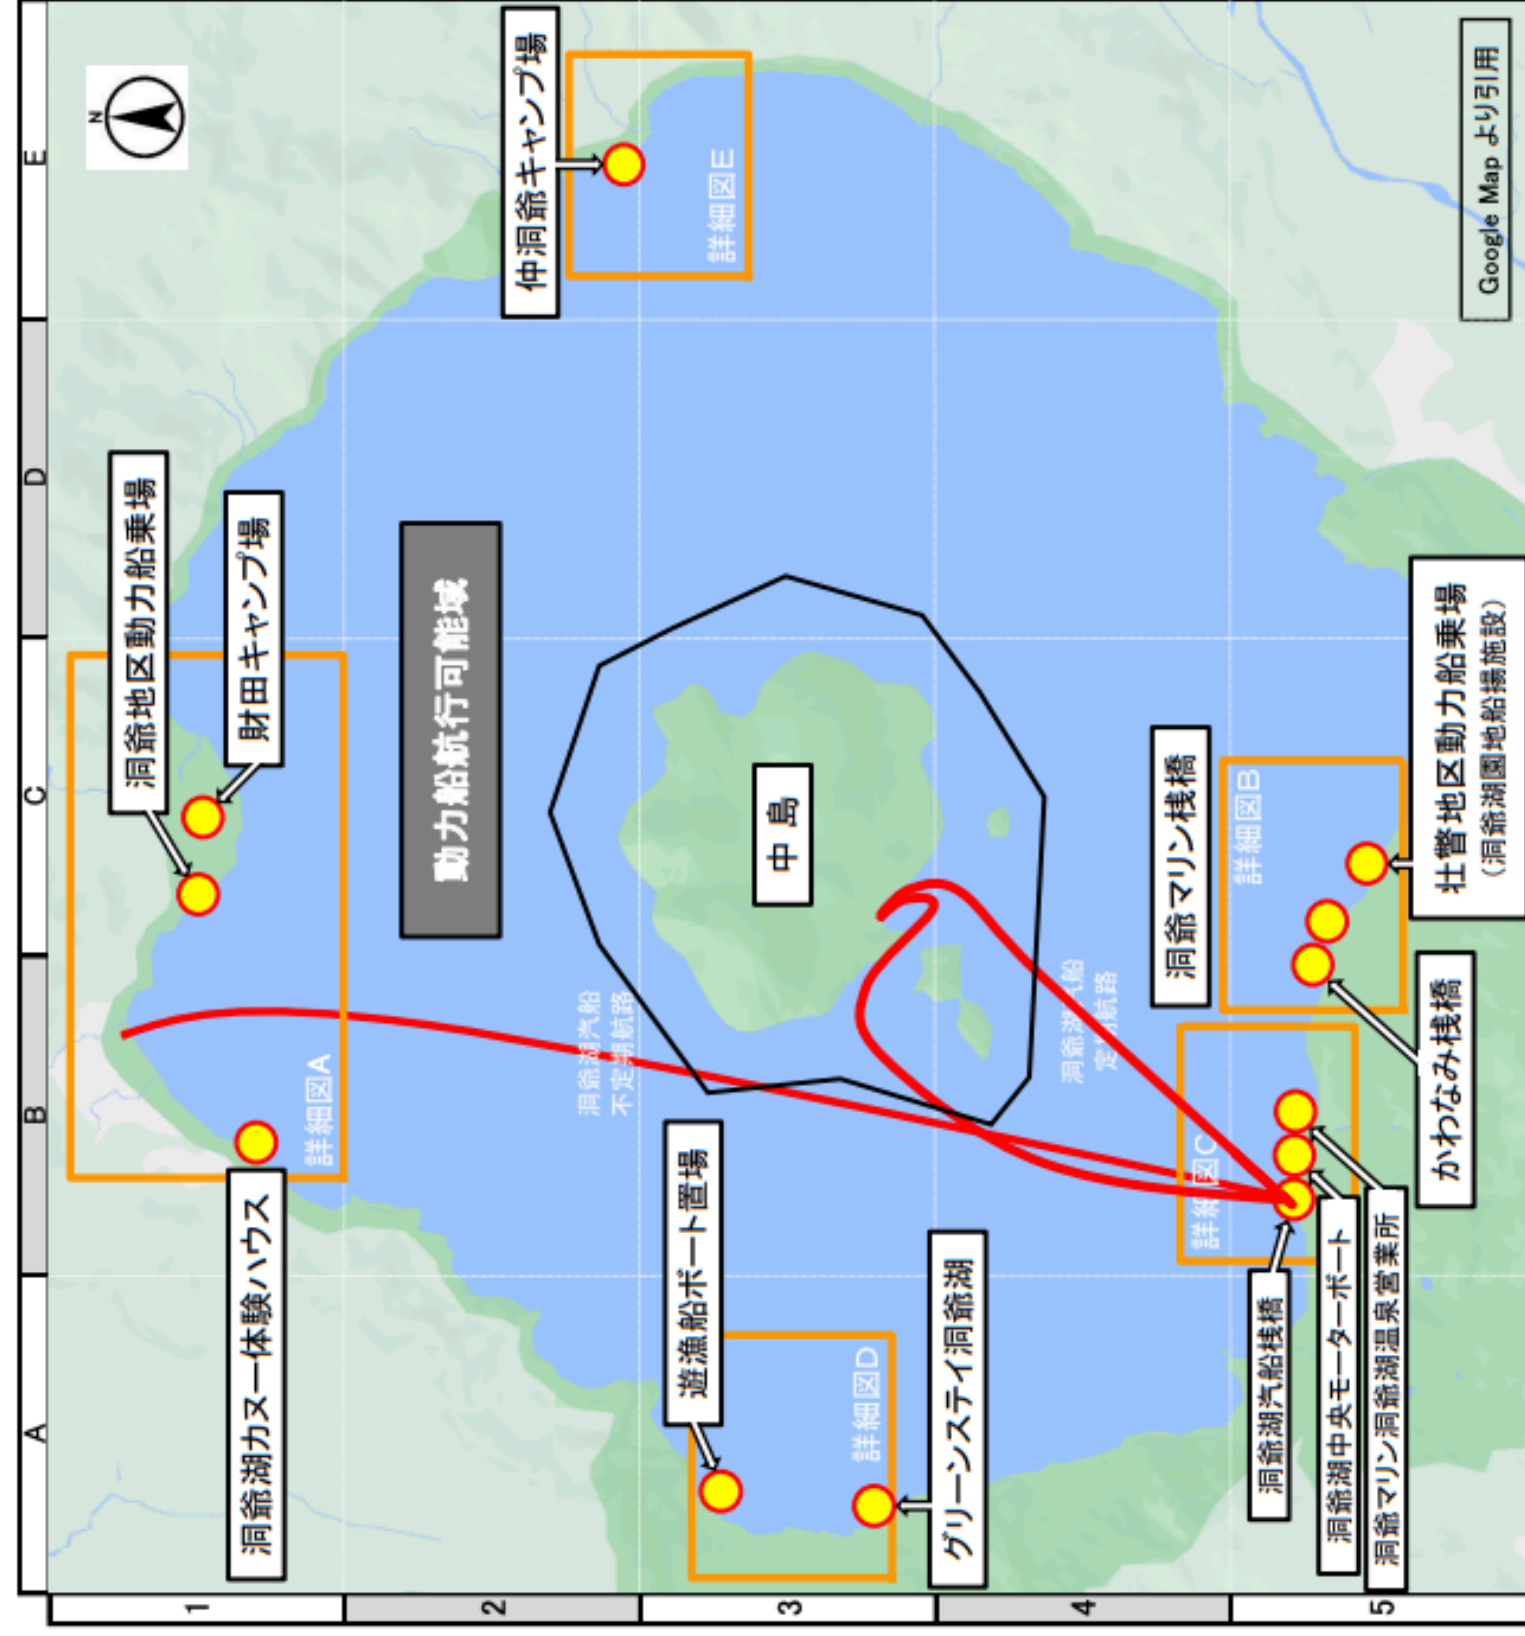 A
B
C
D
E
1
2
3
4
5
N
洞爺地区動力船乗場
財田キャンプ場
洞爺湖カヌー体験ハウス
詳細図A
動力船航行可能域
仲洞爺キャンプ場
詳細図E
洞爺湖汽船
不定期航路
中島
遊漁船ボート置場
詳細図D
グリーンステイ洞爺湖
洞爺湖汽船
定期航路
洞爺マリン桟橋
詳細図B
詳細図C
洞爺湖汽船桟橋
洞爺湖中央モーターボート
洞爺マリン洞爺湖温泉営業所
かわなみ桟橋
壮瞥地区動力船乗場
(洞爺湖園地船揚施設)
Google Map より引用